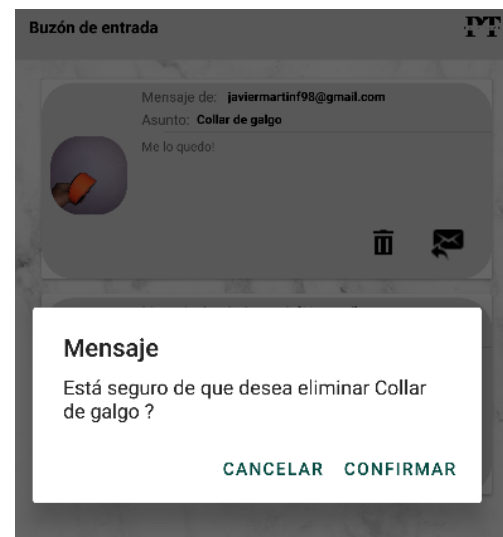 Buzón de entrada
PT
Mensaje de: javiermartinf98@gmail.com
Asunto: Collar de galgo
Me lo quedo!
Mensaje
Está seguro de que desea eliminar Collar
de galgo ?
CANCELAR CONFIRMAR